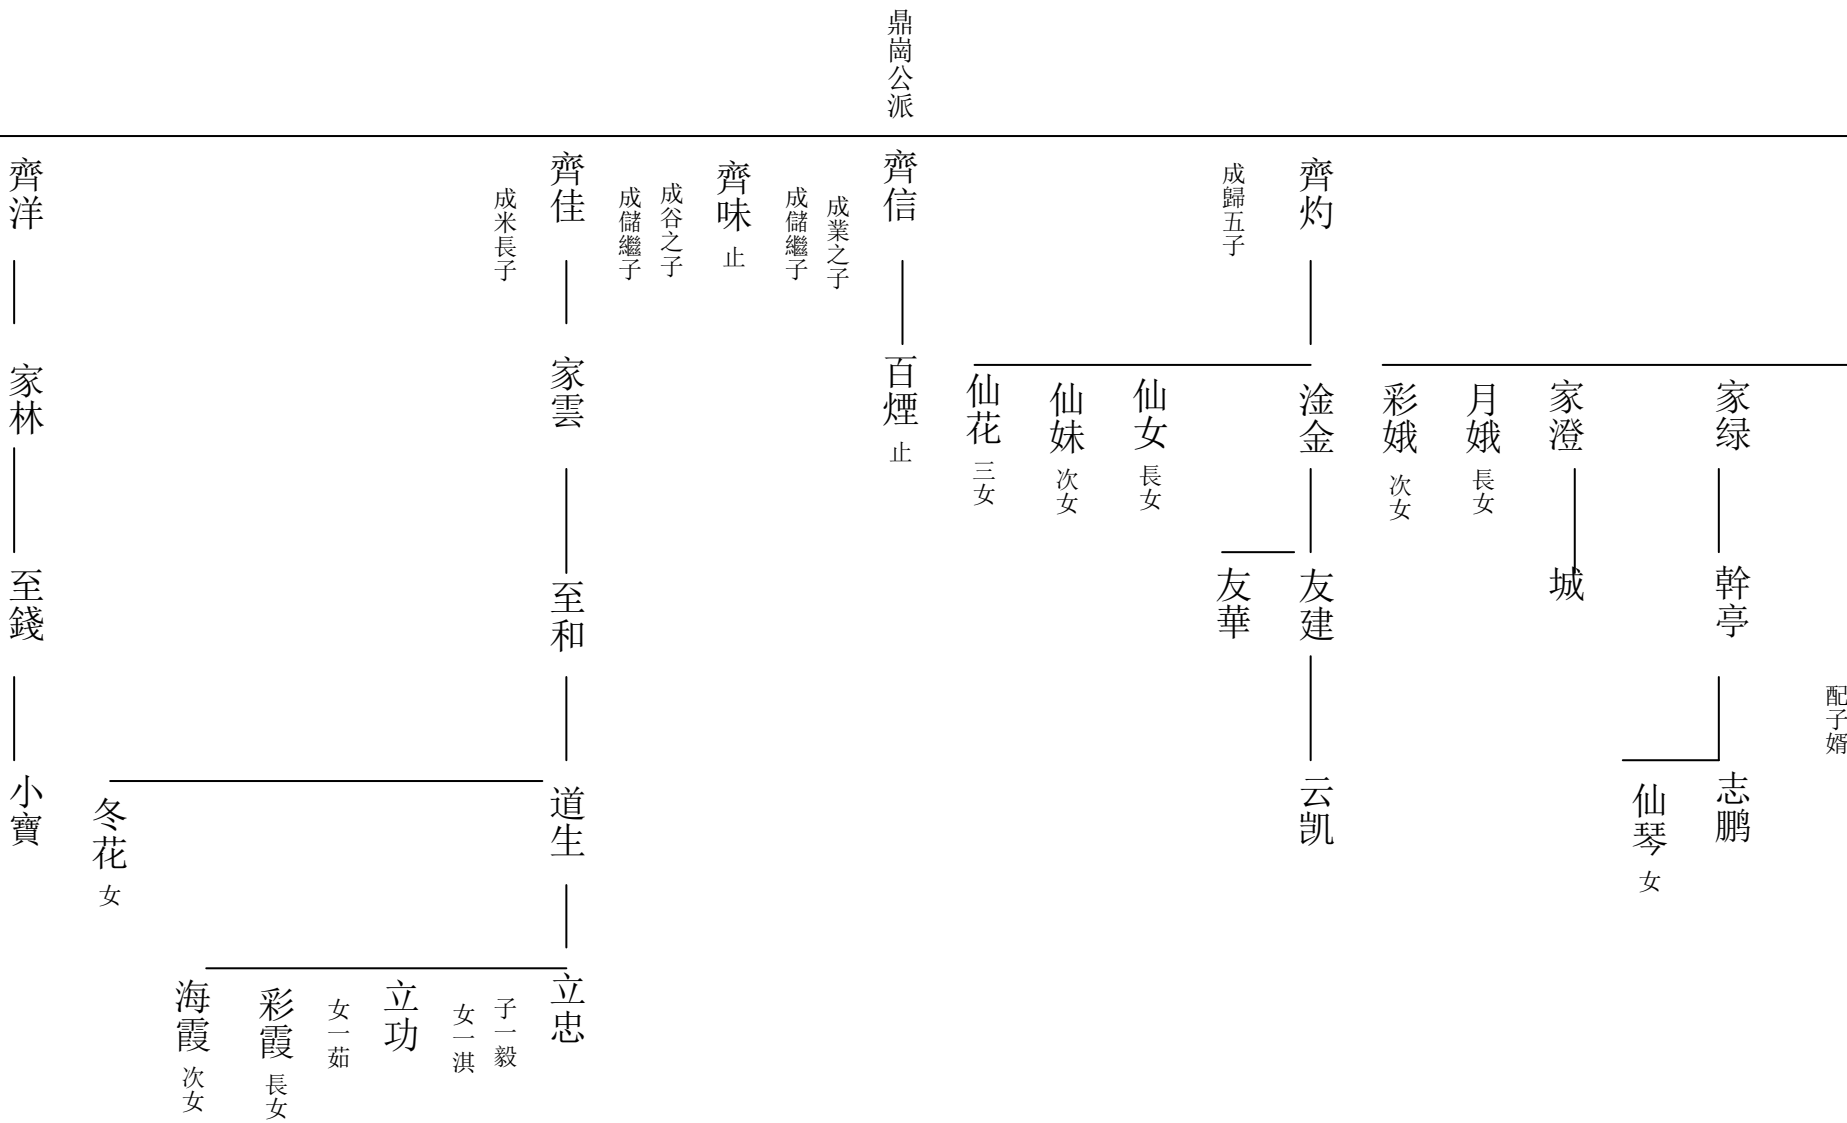 鼎崗公派
齊灼
成歸五子
齊信
成業之子
成儲繼子
齊味 止
成谷之子
成儲繼子
齊佳
成米長子
齊洋
家绿
家澄
月娥 長女
彩娥 次女
淦金
仙女 長女
仙妹 次女
仙花 三女
百煙 止
家雲
家林
幹亭
城
友建
友華
至和
至錢
配子婿
志鹏
仙琴 女
云凯
道生
冬花 女
小寶
立忠
子一毅
女一淇
立功
女一茹
彩霞 長女
海霞 次女